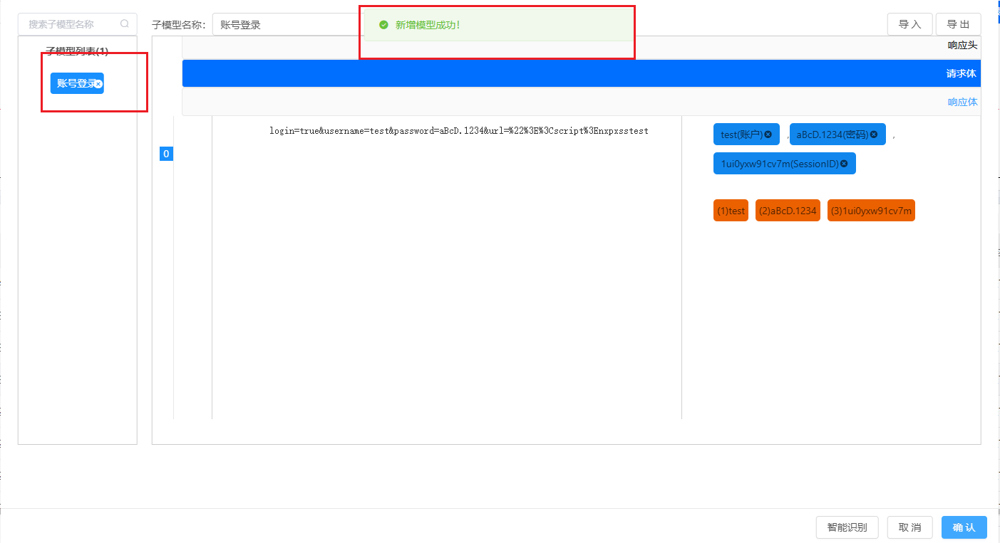 搜索子模型名称
子模型名称： 账号登录
新增模型成功！
导 入 导 出
子模型列表(1)
账号登录
响应头
请求体
响应体
0
login=true&username=test&password=aBcD.1234&url=%22%3E%3Cscript%3Enxpxsstest
test(账户) , aBcD.1234(密码) ,
1ui0yxw91cv7m(SessionID)
(1)test (2)aBcD.1234 (3)1ui0yxw91cv7m
智能识别 取 消 确 认